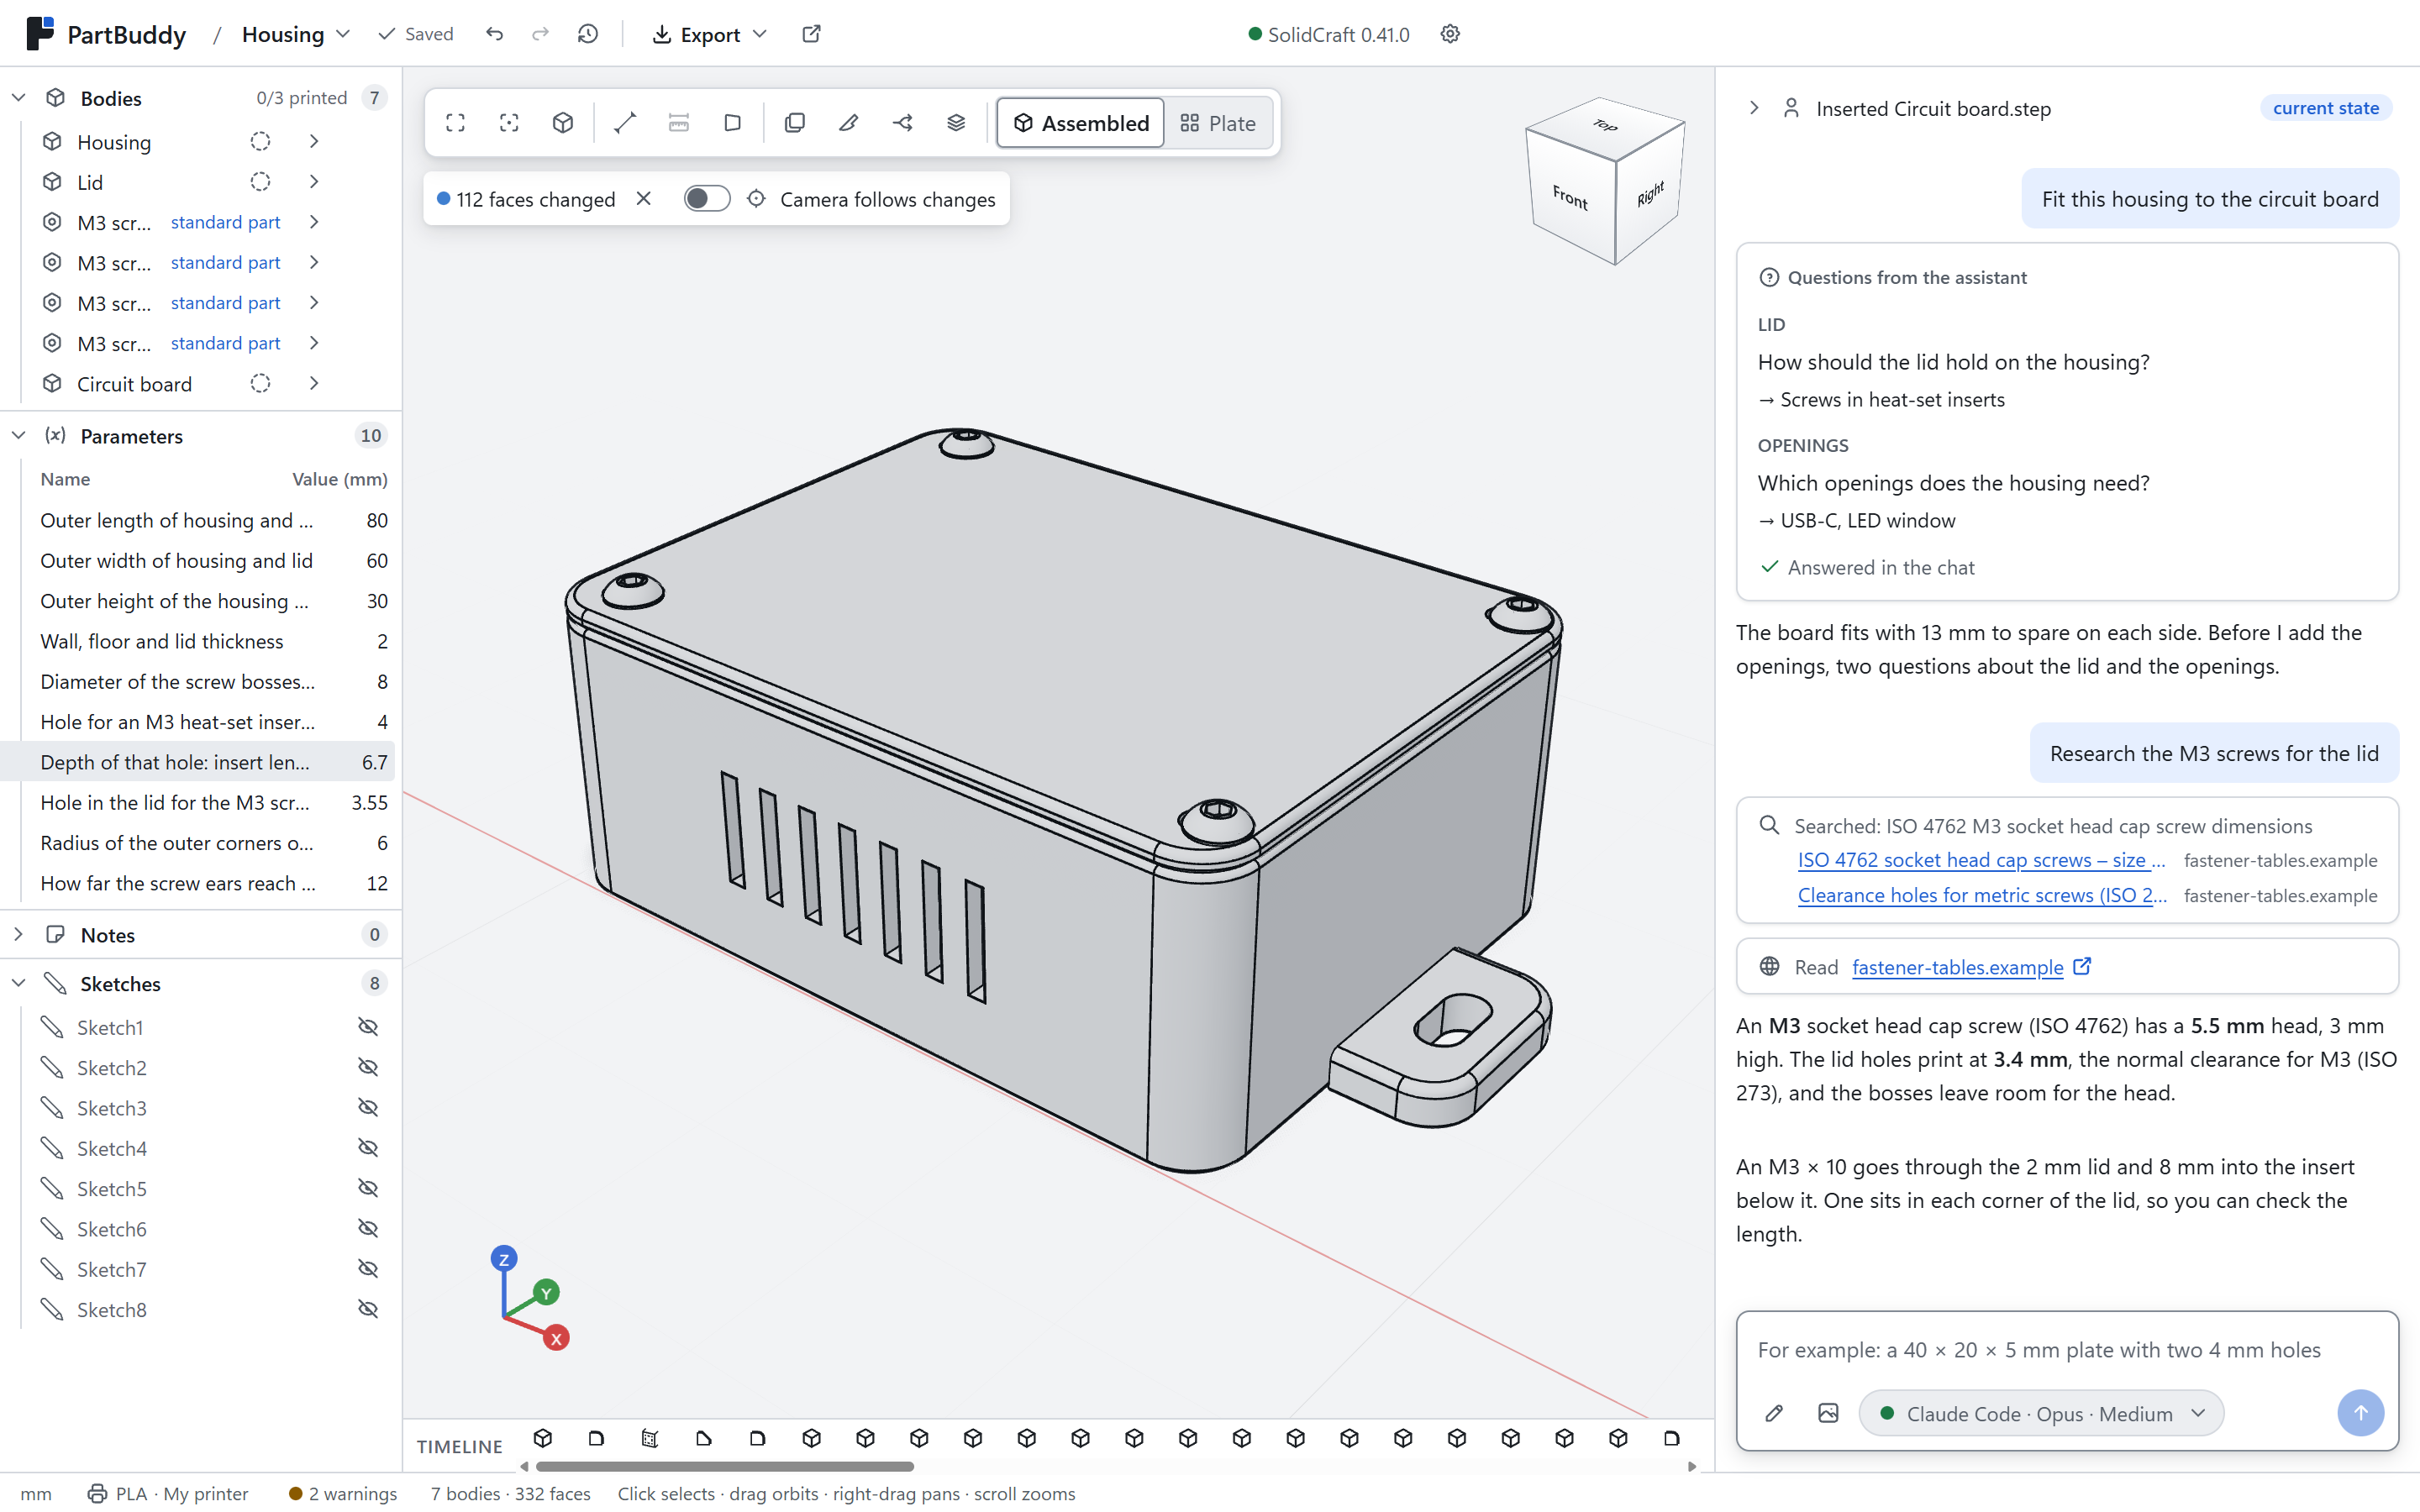 PartBuddy / Housing Saved Export SolidCraft 0.41.0
Bodies 0/3 printed 7
Housing
Lid
M3 scr... standard part
M3 scr... standard part
M3 scr... standard part
M3 scr... standard part
Circuit board
Parameters 10
Name Value (mm)
Outer length of housing and ... 80
Outer width of housing and lid 60
Outer height of the housing ... 30
Wall, floor and lid thickness 2
Diameter of the screw bosses... 8
Hole for an M3 heat-set inser... 4
Depth of that hole: insert len... 6.7
Hole in the lid for the M3 scr... 3.55
Radius of the outer corners o... 6
How far the screw ears reach ... 12
Notes 0
Sketches 8
Sketch1
Sketch2
Sketch3
Sketch4
Sketch5
Sketch6
Sketch7
Sketch8
Assembled Plate
112 faces changed Camera follows changes
Top
Front
Right
Z
Y
X
TIMELINE
Inserted Circuit board.step current state
Fit this housing to the circuit board
Questions from the assistant
LID
How should the lid hold on the housing?
→ Screws in heat-set inserts
OPENINGS
Which openings does the housing need?
→ USB-C, LED window
Answered in the chat
The board fits with 13 mm to spare on each side. Before I add the
openings, two questions about the lid and the openings.
Research the M3 screws for the lid
Searched: ISO 4762 M3 socket head cap screw dimensions
ISO 4762 socket head cap screws – size ... fastener-tables.example
Clearance holes for metric screws (ISO 2... fastener-tables.example
Read fastener-tables.example
An M3 socket head cap screw (ISO 4762) has a 5.5 mm head, 3 mm
high. The lid holes print at 3.4 mm, the normal clearance for M3 (ISO
273), and the bosses leave room for the head.
An M3 × 10 goes through the 2 mm lid and 8 mm into the insert
below it. One sits in each corner of the lid, so you can check the
length.
For example: a 40 × 20 × 5 mm plate with two 4 mm holes
Claude Code · Opus · Medium
mm PLA · My printer 2 warnings 7 bodies · 332 faces Click selects · drag orbits · right-drag pans · scroll zooms